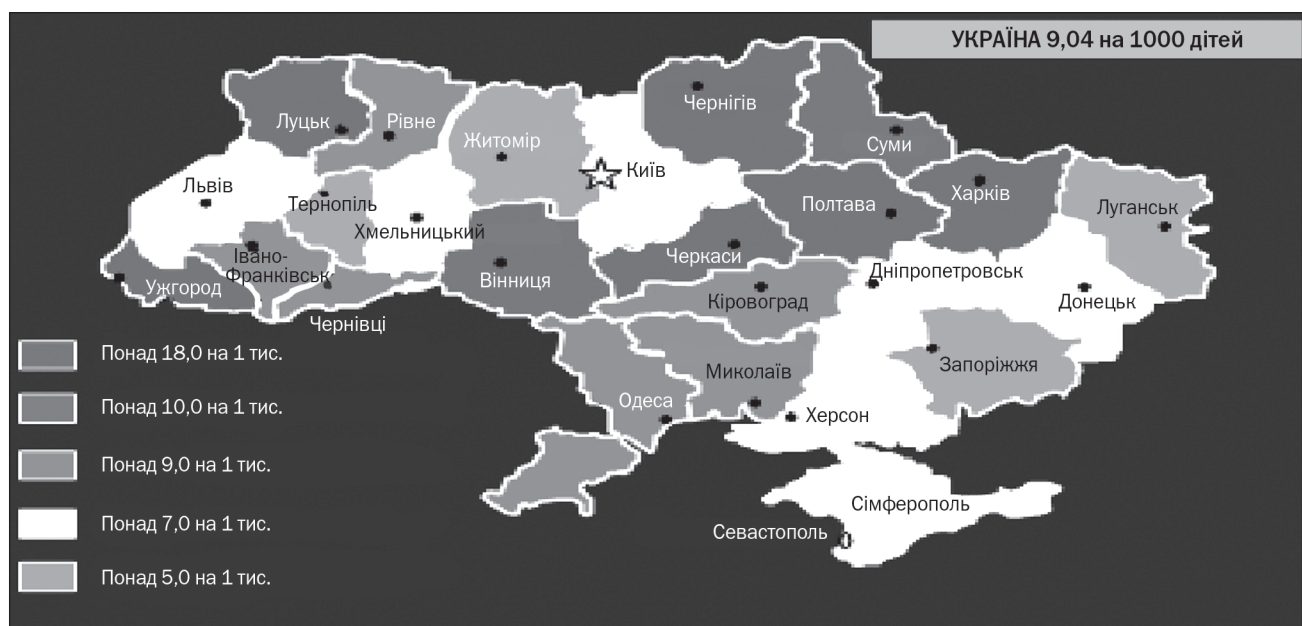 УКРАЇНА 9,04 на 1000 дітей
Чернігів
Луцьк
Рівне
Житомір
Суми
Київ
Львів
Тернопіль
Полтава
Харків
Луганськ
Хмельницький
Івано-
Франківськ
Черкаси
Вінниця
Дніпропетровськ
Ужгород
Кіровоград
Донецьк
Чернівці
Понад 18,0 на 1 тис.
Миколаїв
Запоріжжя
Понад 10,0 на 1 тис.
Одеса
Херсон
Понад 9,0 на 1 тис.
Сімферополь
Понад 7,0 на 1 тис.
Севастополь
Понад 5,0 на 1 тис.